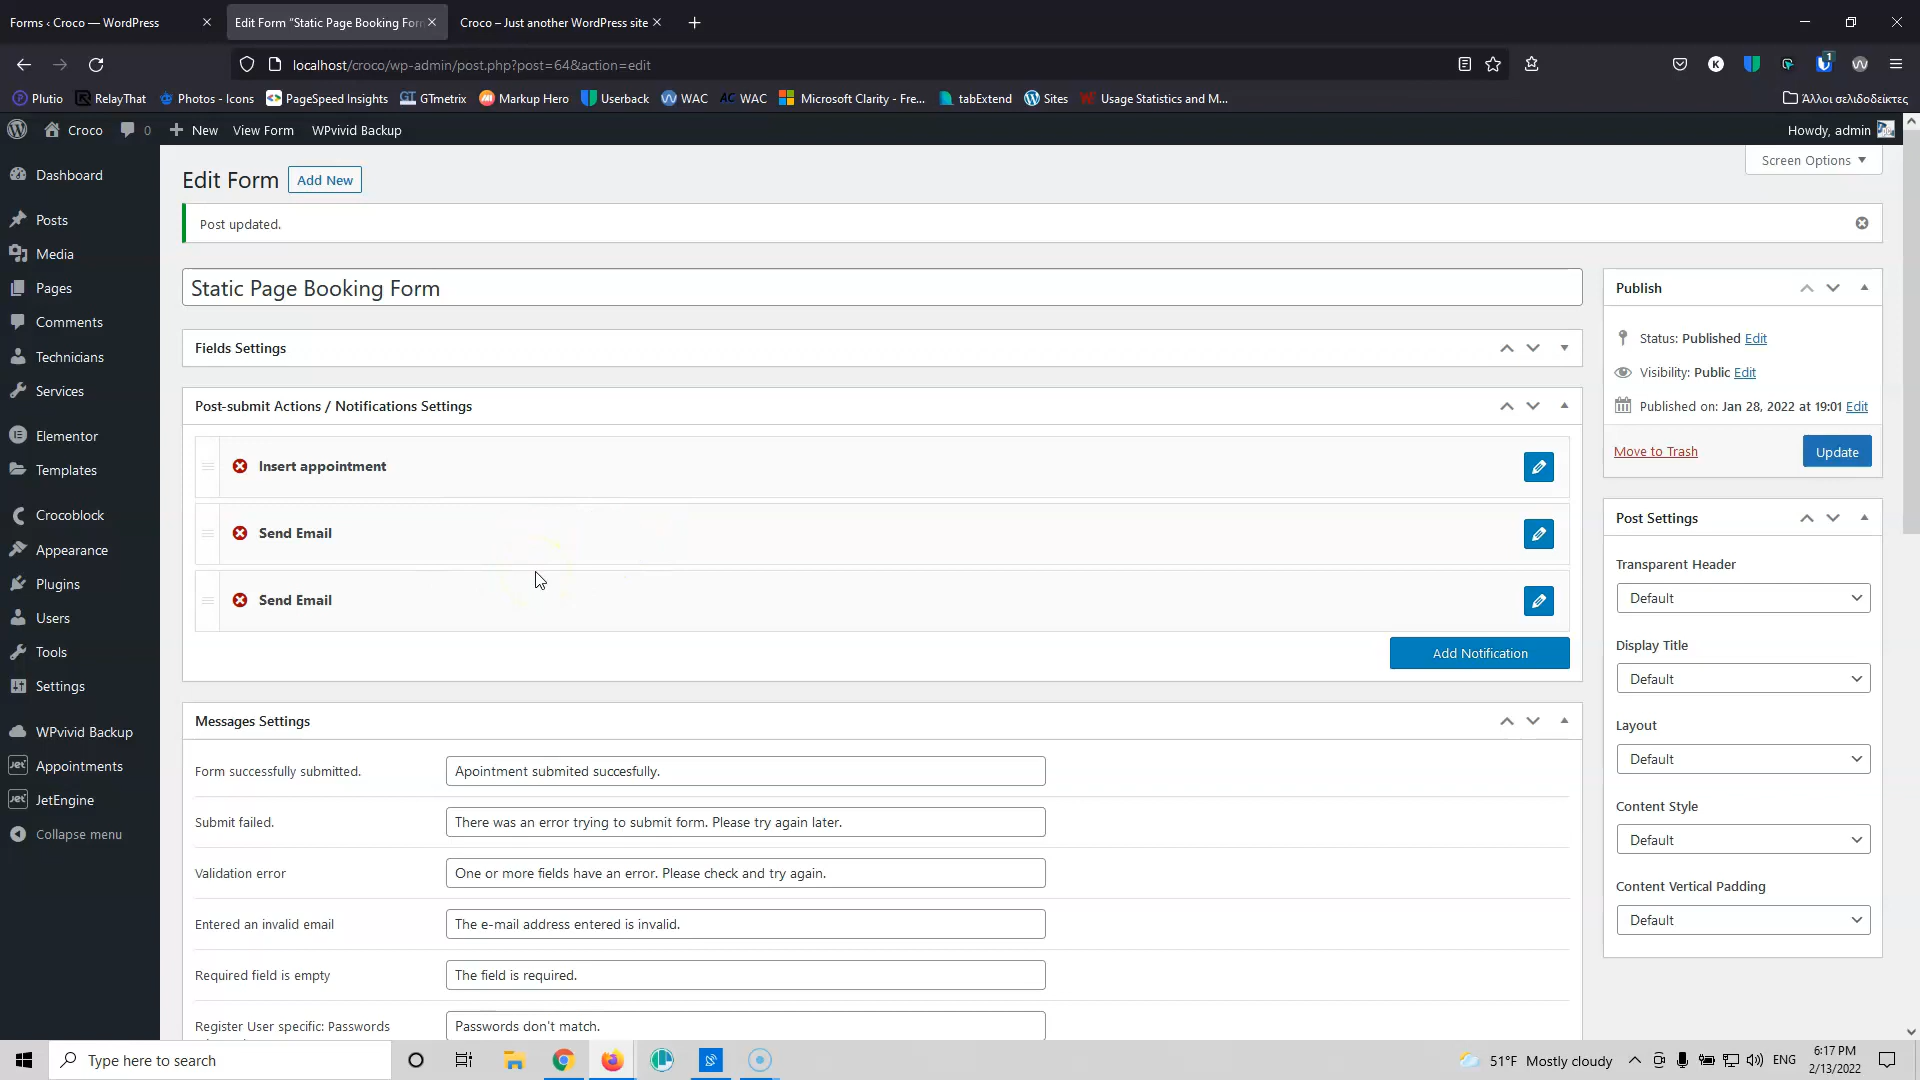 Forms ‹ Croco — WordPress
Edit Form "Static Page Booking For
Croco – Just another WordPress site
localhost/croco/wp-admin/post.php?post=64&action=edit
Plutio
RelayThat
Photos - Icons
PageSpeed Insights
GTmetrix
Markup Hero
Userback
WAC
WAC
Microsoft Clarity - Fre...
tabExtend
Sites
Usage Statistics and M...
Άλλοι σελιδοδείκτες
Croco
0
New
View Form
WPvivid Backup
Howdy, admin
Dashboard
Posts
Media
Pages
Comments
Technicians
Services
Elementor
Templates
Crocoblock
Appearance
Plugins
Users
Tools
Settings
WPvivid Backup
Appointments
JetEngine
Collapse menu
Screen Options
Edit Form
Add New
Post updated.
Static Page Booking Form
Fields Settings
Post-submit Actions / Notifications Settings
Insert appointment
Send Email
Send Email
Add Notification
Messages Settings
Form successfully submitted.
Apointment submited succesfully.
Submit failed.
There was an error trying to submit form. Please try again later.
Validation error
One or more fields have an error. Please check and try again.
Entered an invalid email
The e-mail address entered is invalid.
Required field is empty
The field is required.
Register User specific: Passwords
Passwords don't match.
Publish
Status: Published Edit
Visibility: Public Edit
Published on: Jan 28, 2022 at 19:01 Edit
Move to Trash
Update
Post Settings
Transparent Header
Default
Display Title
Default
Layout
Default
Content Style
Default
Content Vertical Padding
Default
Type here to search
51°F Mostly cloudy
ENG
6:17 PM
2/13/2022